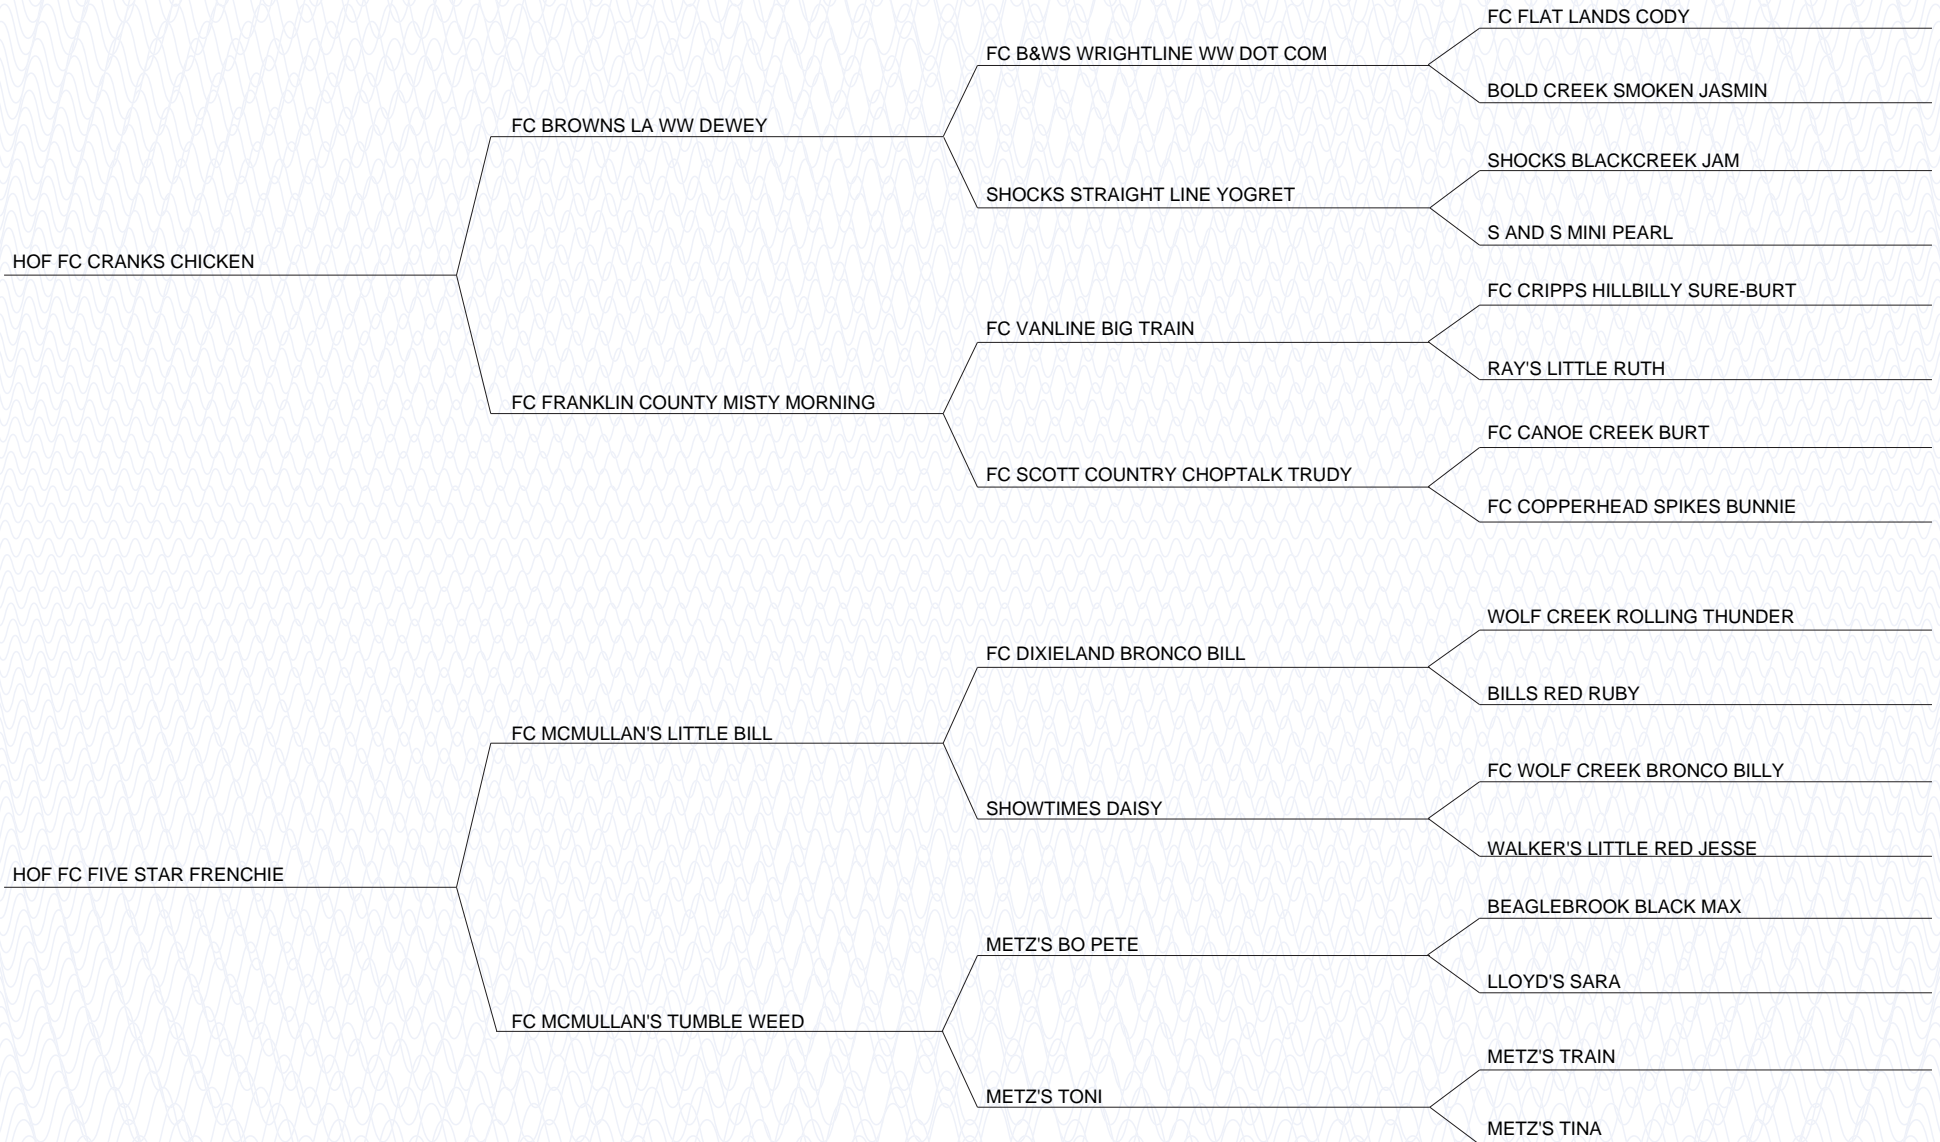 FC FLAT LANDS CODY
FC B&WS WRIGHTLINE WW DOT COM
BOLD CREEK SMOKEN JASMIN
FC BROWNS LA WW DEWEY
SHOCKS BLACKCREEK JAM
SHOCKS STRAIGHT LINE YOGRET
S AND S MINI PEARL
HOF FC CRANKS CHICKEN
FC CRIPPS HILLBILLY SURE-BURT
FC VANLINE BIG TRAIN
RAY'S LITTLE RUTH
FC FRANKLIN COUNTY MISTY MORNING
FC CANOE CREEK BURT
FC SCOTT COUNTRY CHOPTALK TRUDY
FC COPPERHEAD SPIKES BUNNIE
WOLF CREEK ROLLING THUNDER
FC DIXIELAND BRONCO BILL
BILLS RED RUBY
FC MCMULLAN'S LITTLE BILL
FC WOLF CREEK BRONCO BILLY
SHOWTIMES DAISY
WALKER'S LITTLE RED JESSE
HOF FC FIVE STAR FRENCHIE
BEAGLEBROOK BLACK MAX
METZ'S BO PETE
LLOYD'S SARA
FC MCMULLAN'S TUMBLE WEED
METZ'S TRAIN
METZ'S TONI
METZ'S TINA